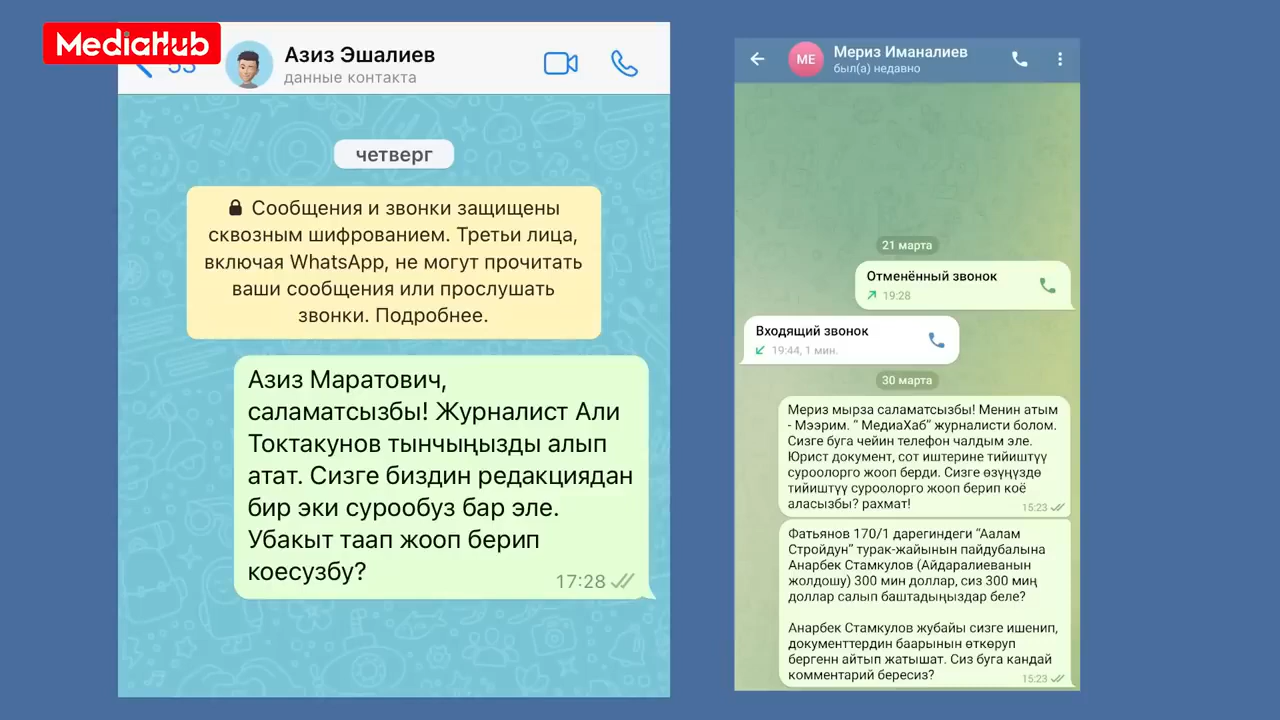 MediaHub
Азиз Эшалиев
данные контакта
четверг
Сообщения и звонки защищены
сквозным шифрованием. Третьи лица,
включая WhatsApp, не могут прочитать
ваши сообщения или прослушать
звонки. Подробнее.
Азиз Маратович,
саламатсызбы! Журналист Али
Токтакунов тынчыңызды алып
атат. Сизге биздин редакциядан
бир эки сурообуз бар эле.
Убакыт таап жооп берип
коесузбу?
17:28
ME
Мериз Иманалиев
был(а) недавно
21 марта
Отменённый звонок
19:28
Входящий звонок
19:44, 1 мин.
30 марта
Мериз мырза саламатсызбы! Менин атым
- Мээрим. " МедиаХаб" журналисти болом.
Сизге буга чейин телефон чалдым эле.
Юрист документ, сот иштерине тийиштүү
суроолорго жооп берди. Сизге өзүңүздө
тийиштүү суроолорго жооп берип коё
аласызбы? рахмат!
15:23
Фатьянов 170/1 дарегиндеги “Аалам
Стройдун” турак-жайынын пайдубалына
Анарбек Стамкулов (Айдаралиеванын
жолдошу) 300 мин доллар, сиз 300 миң
доллар салып баштадыңыздар беле?
Анарбек Стамкулов жубайы сизге ишенип,
документтердин баарынын өткөруп
бергенн айтып жатышат. Сиз буга кандай
комментарий бересиз?
15:23